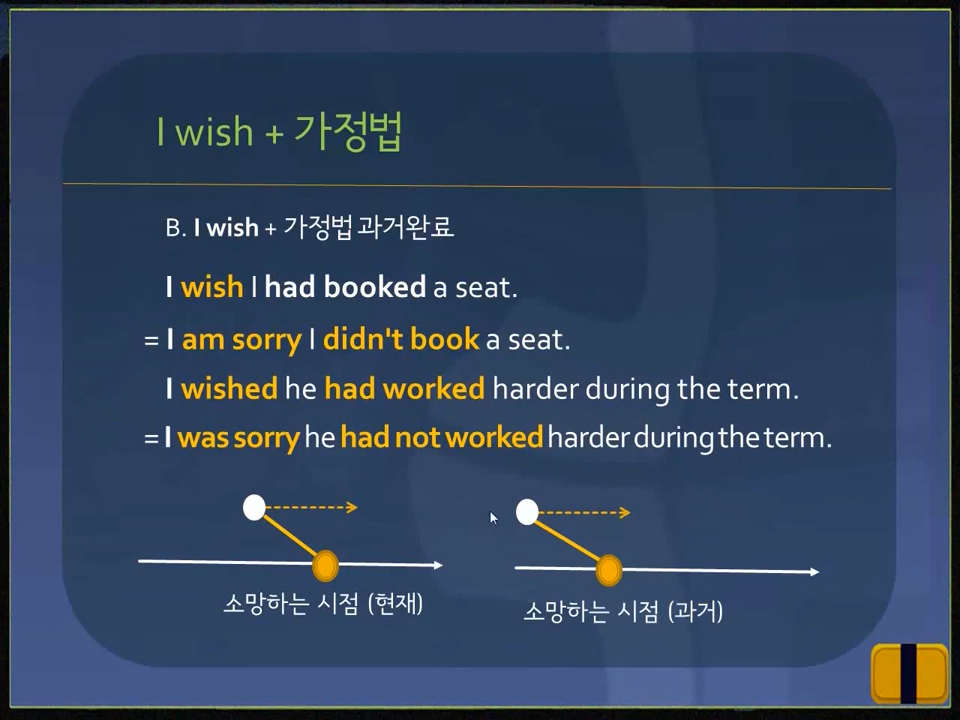 I wish + 가정법
B. I wish + 가정법 과거완료
I wish I had booked a seat.
= I am sorry I didn't book a seat.
I wished he had worked harder during the term.
= I was sorry he had not worked harder during the term.
소망하는 시점 (현재)
소망하는 시점 (과거)